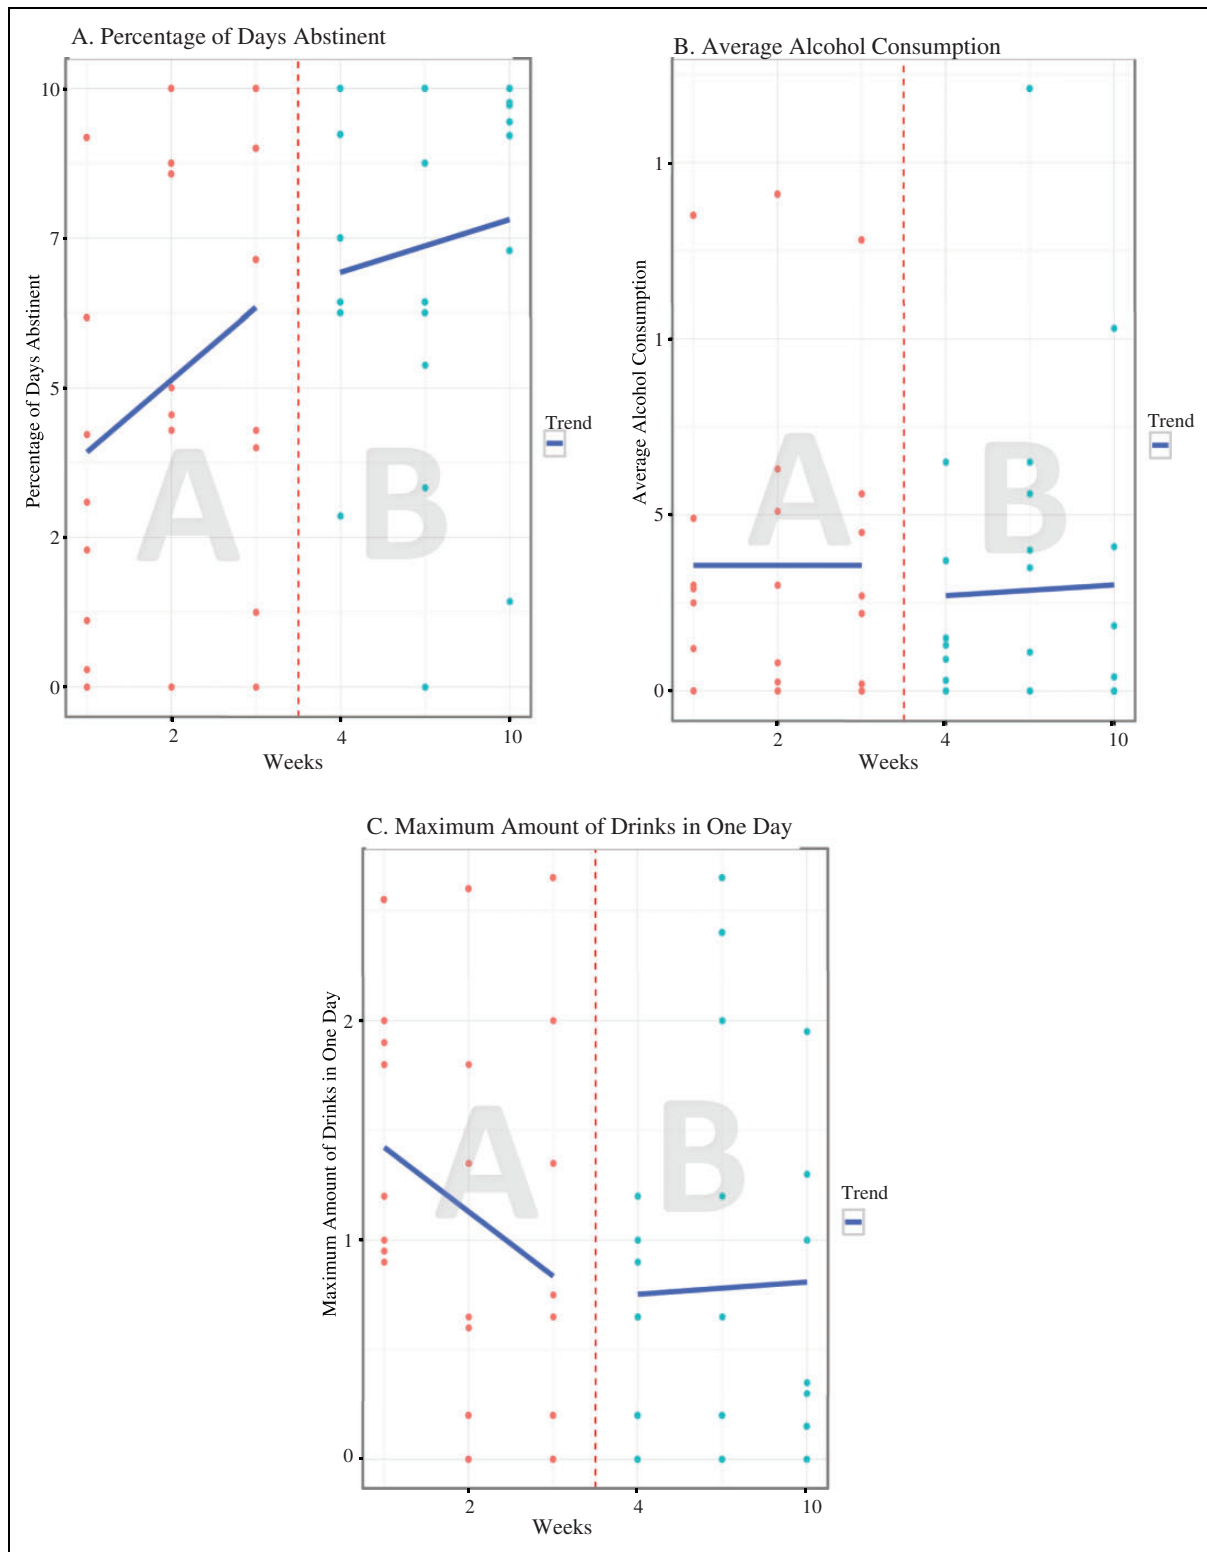 A. Percentage of Days Abstinent
10
7
5
2
0
Percentage of Days Abstinent
A
B
2
4
10
Weeks
Trend
B. Average Alcohol Consumption
1
1
5
0
Average Alcohol Consumption
A
B
2
4
10
Weeks
Trend
C. Maximum Amount of Drinks in One Day
2
1
0
Maximum Amount of Drinks in One Day
A
B
2
4
10
Weeks
Trend